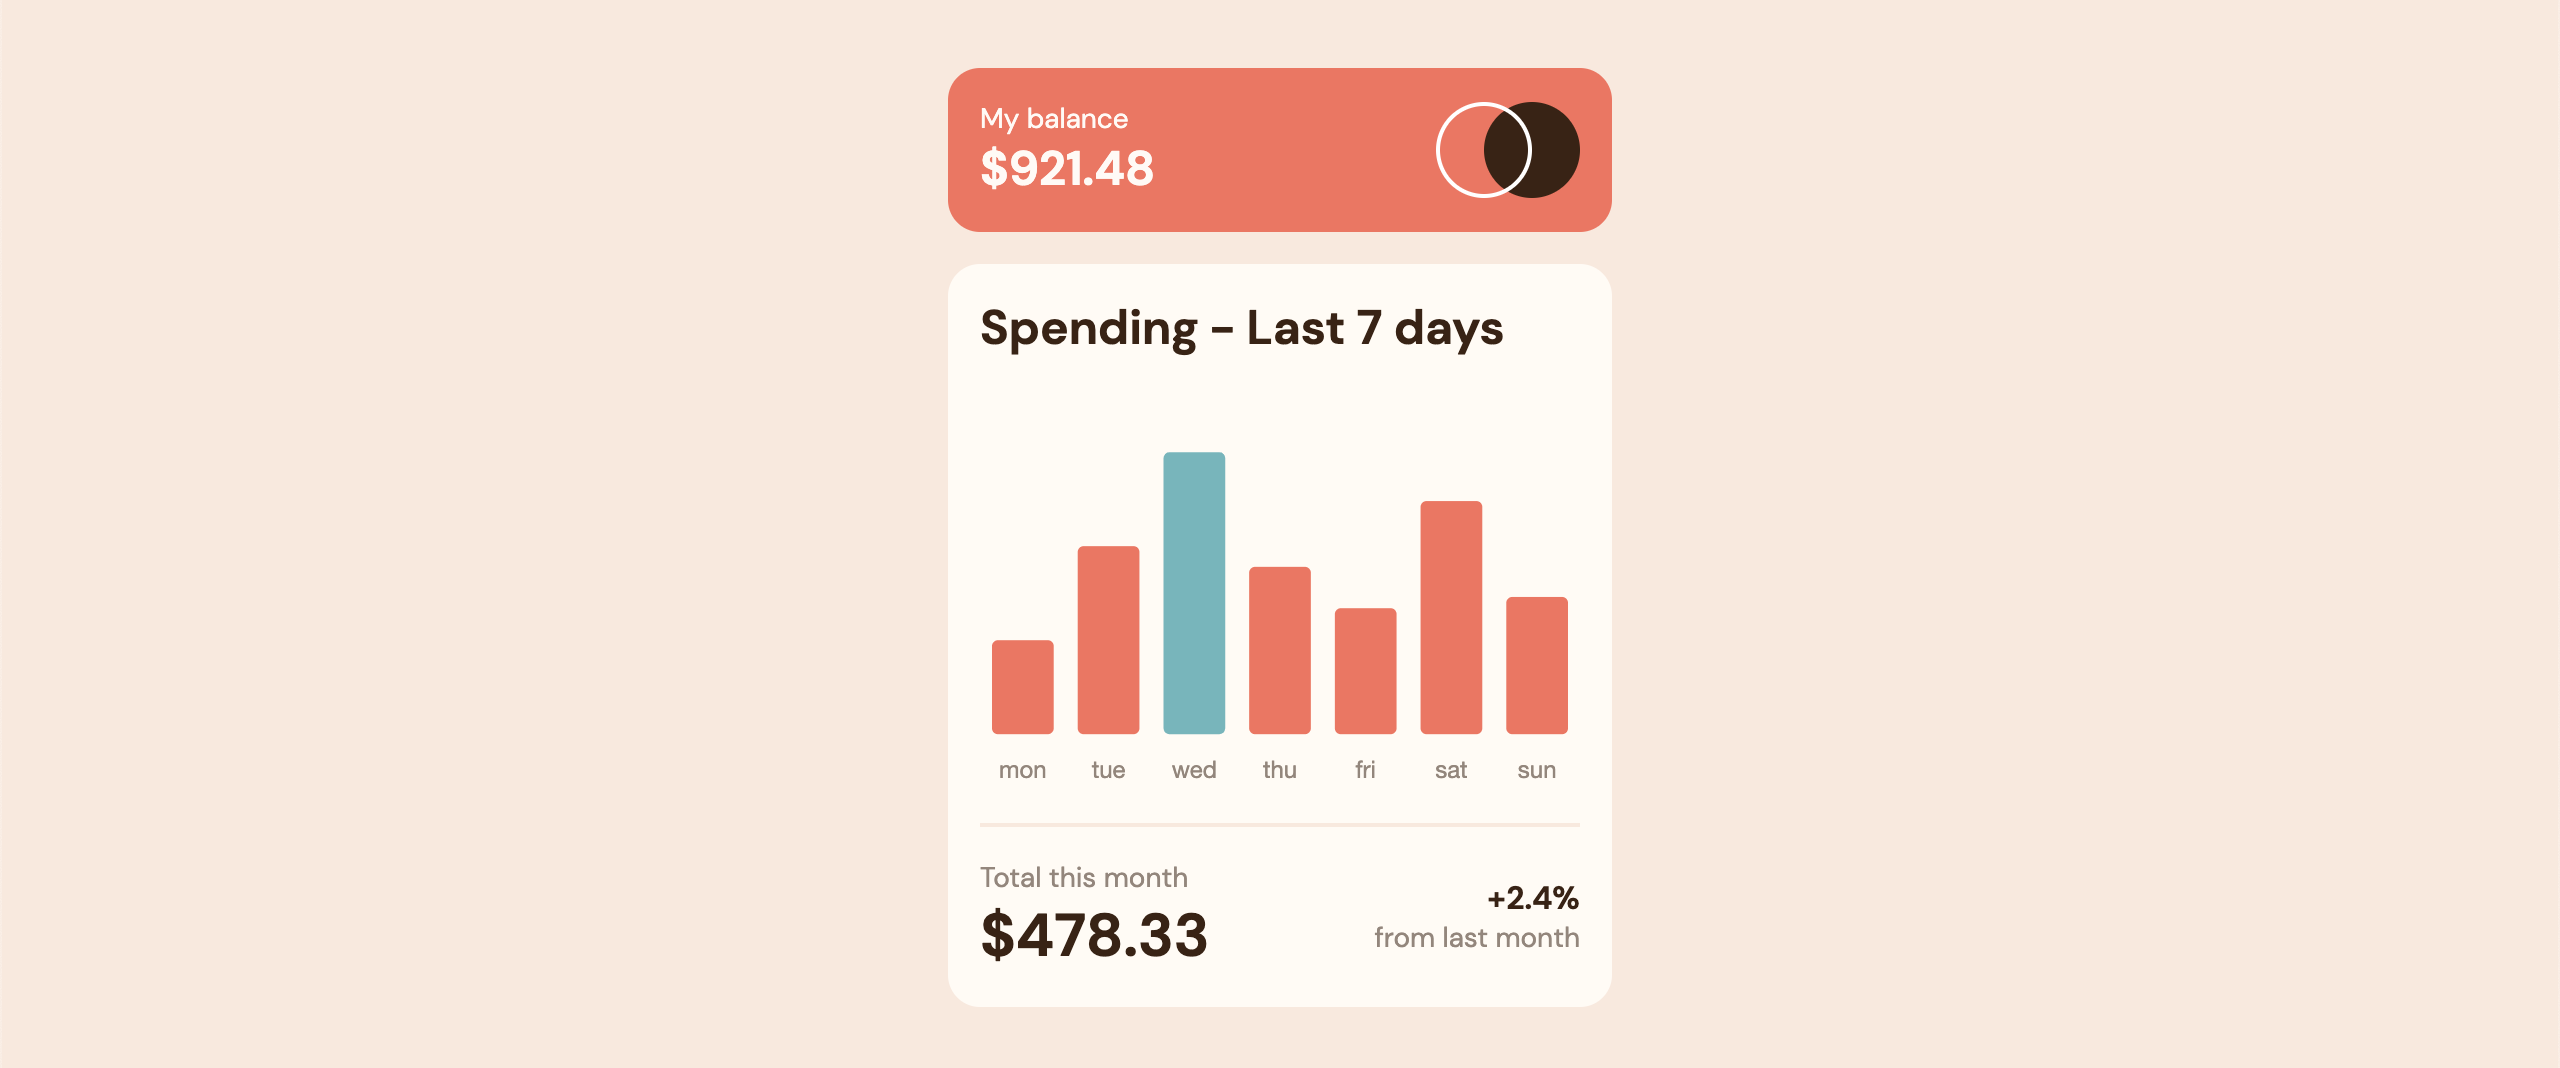 My balance
$921.48
Spending - Last 7 days
mon tue wed thu fri sat sun
Total this month
$478.33
+2.4%
from last month